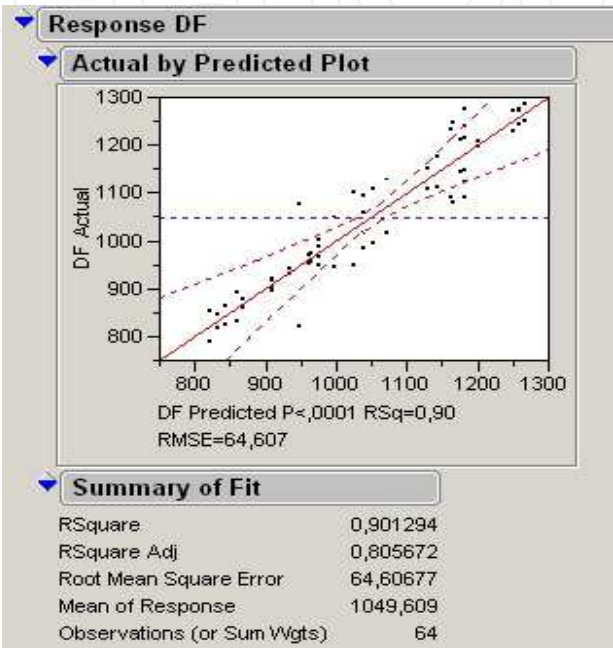 Response DF
Actual by Predicted Plot
1300
1200
1100
1000
900
800
DF Actual
800 900 1000 1100 1200 1300
DF Predicted P<,0001 RSq=0,90
RMSE=64,607
Summary of Fit
RSquare 0,901294
RSquare Adj 0,805672
Root Mean Square Error 64,60677
Mean of Response 1049,609
Observations (or Sum Wgts) 64